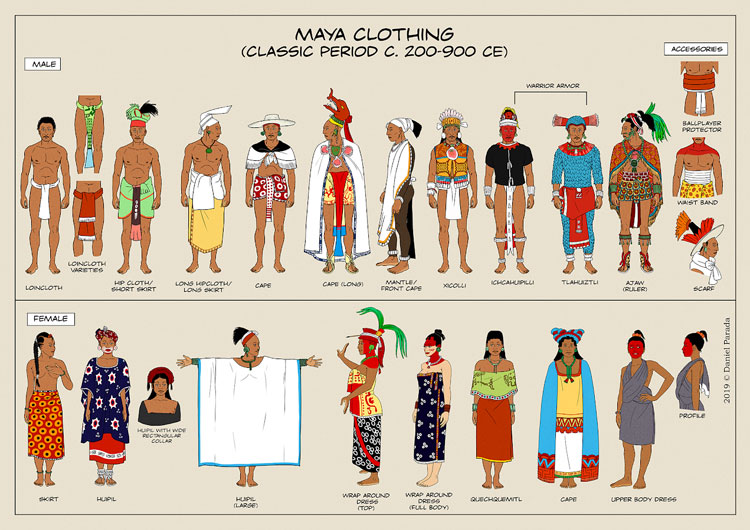 MAYA CLOTHING
(CLASSIC PERIOD C. 200-900 CE)
MALE
ACCESSORIES
WARRIOR ARMOR
BALLPLAYER
PROTECTOR
WAIST BAND
SCARF
LOINCLOTH
LOINCLOTH
VARIETIES
HIP CLOTH/
SHORT SKIRT
LONG HIPCLOTH/
LONG SKIRT
CAPE
CAPE (LONG)
MANTLE/
FRONT CAPE
XICOLLI
ICHCAHUIPILLI
TLAHUIZTLI
AJAW
(RULER)
FEMALE
SKIRT
HUIPIL
HUIPIL WITH WIDE
RECTANGULAR
COLLAR
HUIPIL
(LARGE)
WRAP AROUND
DRESS
(TOP)
WRAP AROUND
DRESS
(FULL BODY)
QUECHQUEMITL
CAPE
UPPER BODY DRESS
PROFILE
2019 © Daniel Parada